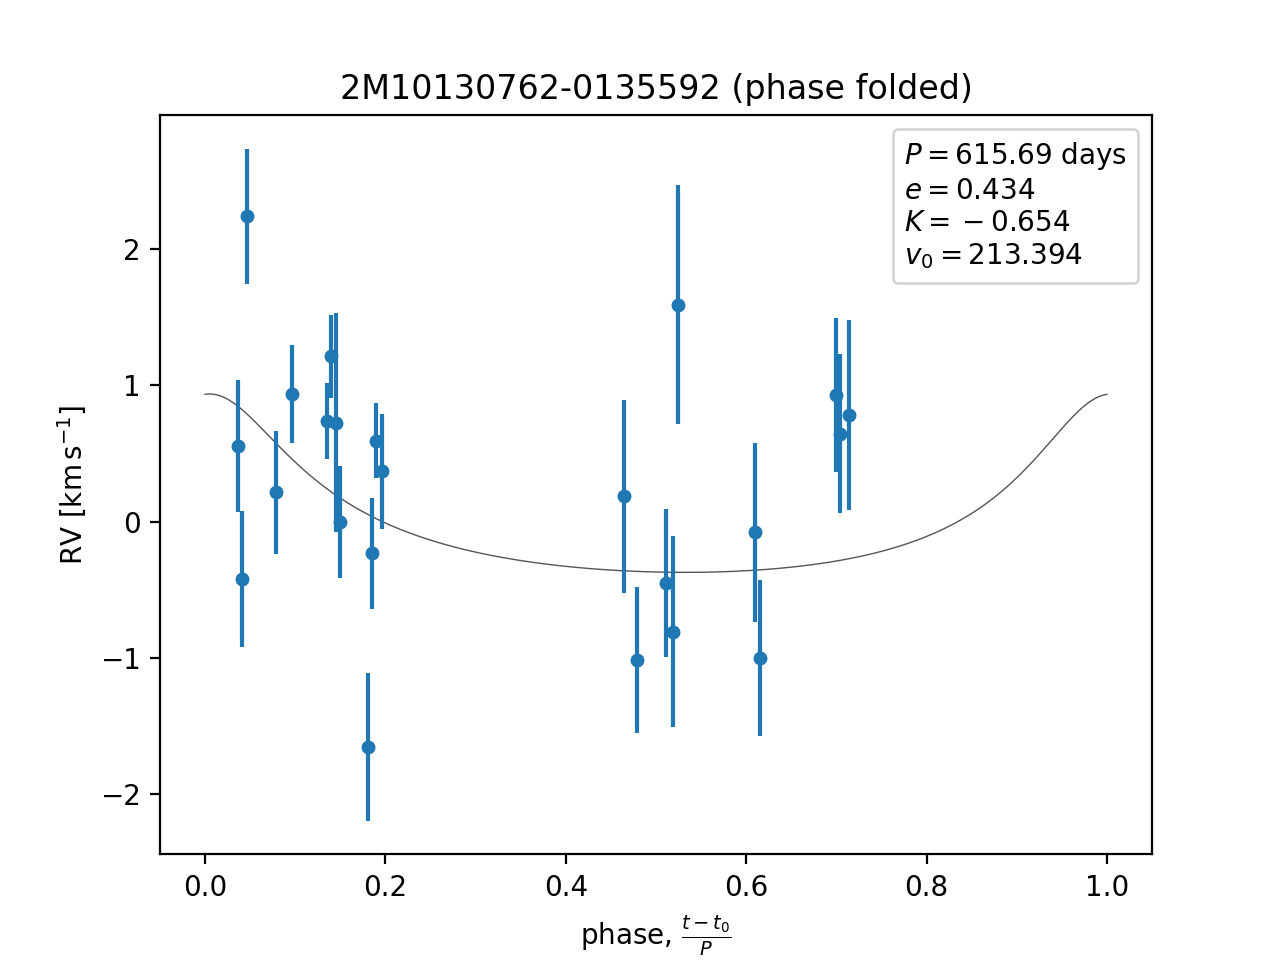 2M10130762-0135592 (phase folded)
P = 615.69 days
e = 0.434
K = −0.654
v₀ = 213.394
2
1
0
−1
−2
RV [km s⁻¹]
0.0 0.2 0.4 0.6 0.8 1.0
phase, (t − t₀)/P